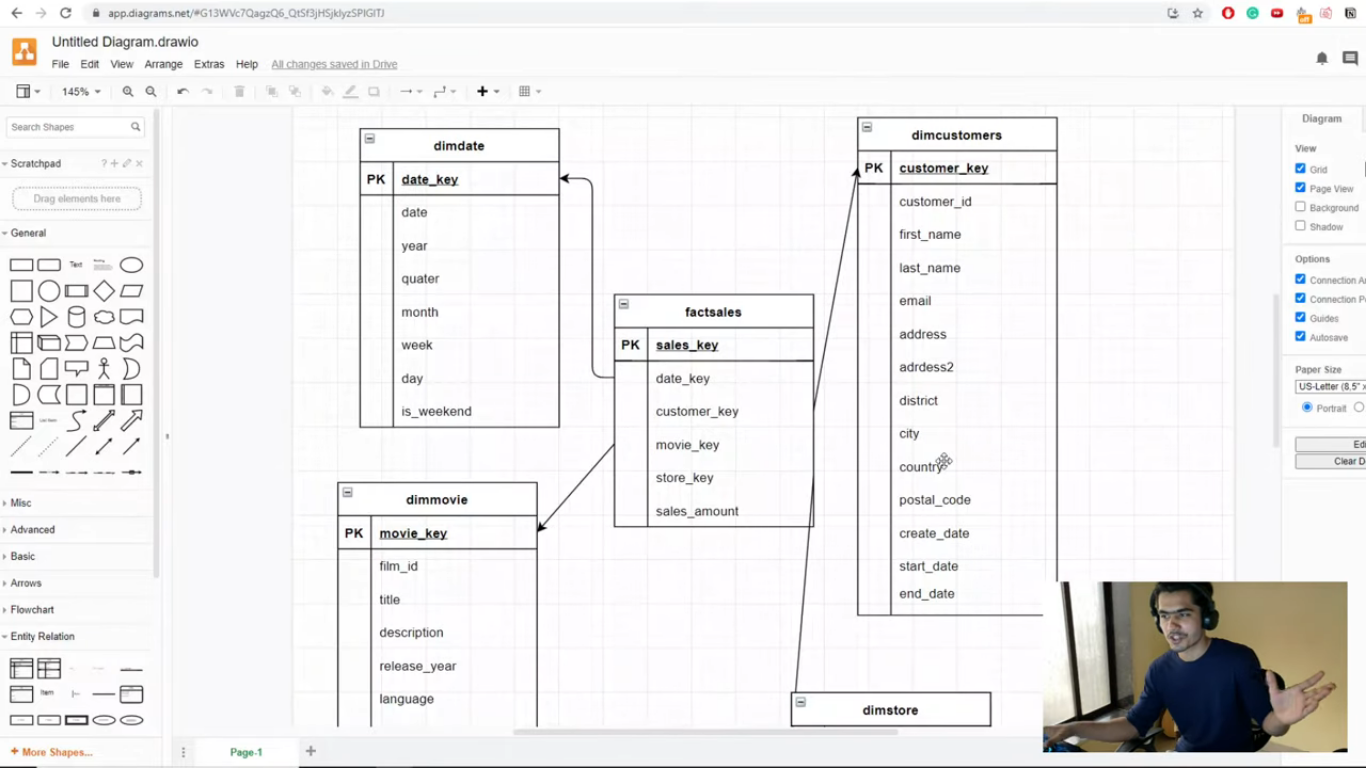 app.diagrams.net/#G13WVc7QagzQ6_QtSf3jHSjklyzSPIGlTJ
off
Untitled Diagram.drawio
File Edit View Arrange Extras Help All changes saved in Drive
145%
Search Shapes
Scratchpad
Drag elements here
General
Text
Misc
Advanced
Basic
Arrows
Flowchart
Entity Relation
Item
+ More Shapes...
dimdate
PK date_key
date
year
quater
month
week
day
is_weekend
dimmovie
PK movie_key
film_id
title
description
release_year
language
factsales
PK sales_key
date_key
customer_key
movie_key
store_key
sales_amount
dimcustomers
PK customer_key
customer_id
first_name
last_name
email
address
adrdess2
district
city
country
postal_code
create_date
start_date
end_date
dimstore
Diagram
View
Grid
Page View
Background
Shadow
Options
Connection Ar
Connection Po
Guides
Autosave
Paper Size
US-Letter (8,5" x
Portrait
Edi
Clear D
Page-1